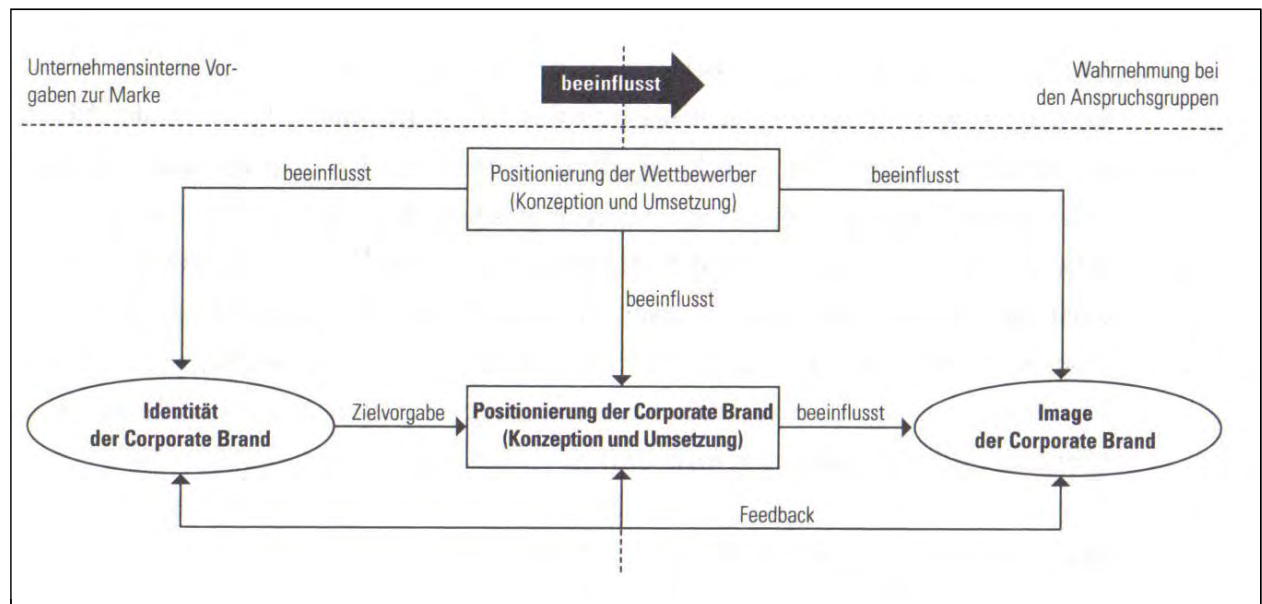 Unternehmensinterne Vor-
gaben zur Marke
beeinflusst
Wahrnehmung bei
den Anspruchsgruppen
beeinflusst
Positionierung der Wettbewerber
(Konzeption und Umsetzung)
beeinflusst
beeinflusst
Identität
der Corporate Brand
Zielvorgabe
Positionierung der Corporate Brand
(Konzeption und Umsetzung)
beeinflusst
Image
der Corporate Brand
Feedback